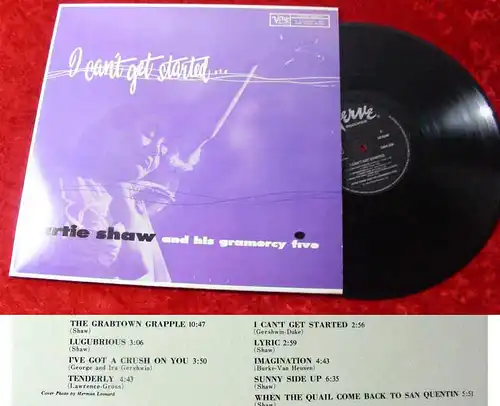 Verve
I can't get started...
artie shaw and his gramercy five
Verve
THE GRABTOWN GRAPPLE 10:47
(Shaw)
LUGUBRIOUS 3:06
(Shaw)
I'VE GOT A CRUSH ON YOU 3:50
(George and Ira Gershwin)
TENDERLY 4:43
(Lawrence-Gross)
Cover Photo by Herman Leonard
I CAN'T GET STARTED 2:56
(Gershwin-Duke)
LYRIC 2:59
(Shaw)
IMAGINATION 4:43
(Burke-Van Heusen)
SUNNY SIDE UP 6:35
(Shaw)
WHEN THE QUAIL COME BACK TO SAN QUENTIN 5:51
(Shaw)